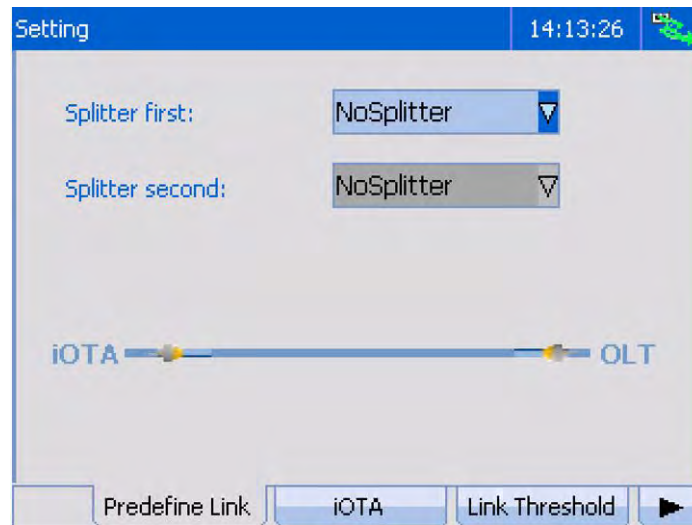 Setting 14:13:26
Splitter first: NoSplitter
Splitter second: NoSplitter
iOTA OLT
Predefine Link iOTA Link Threshold